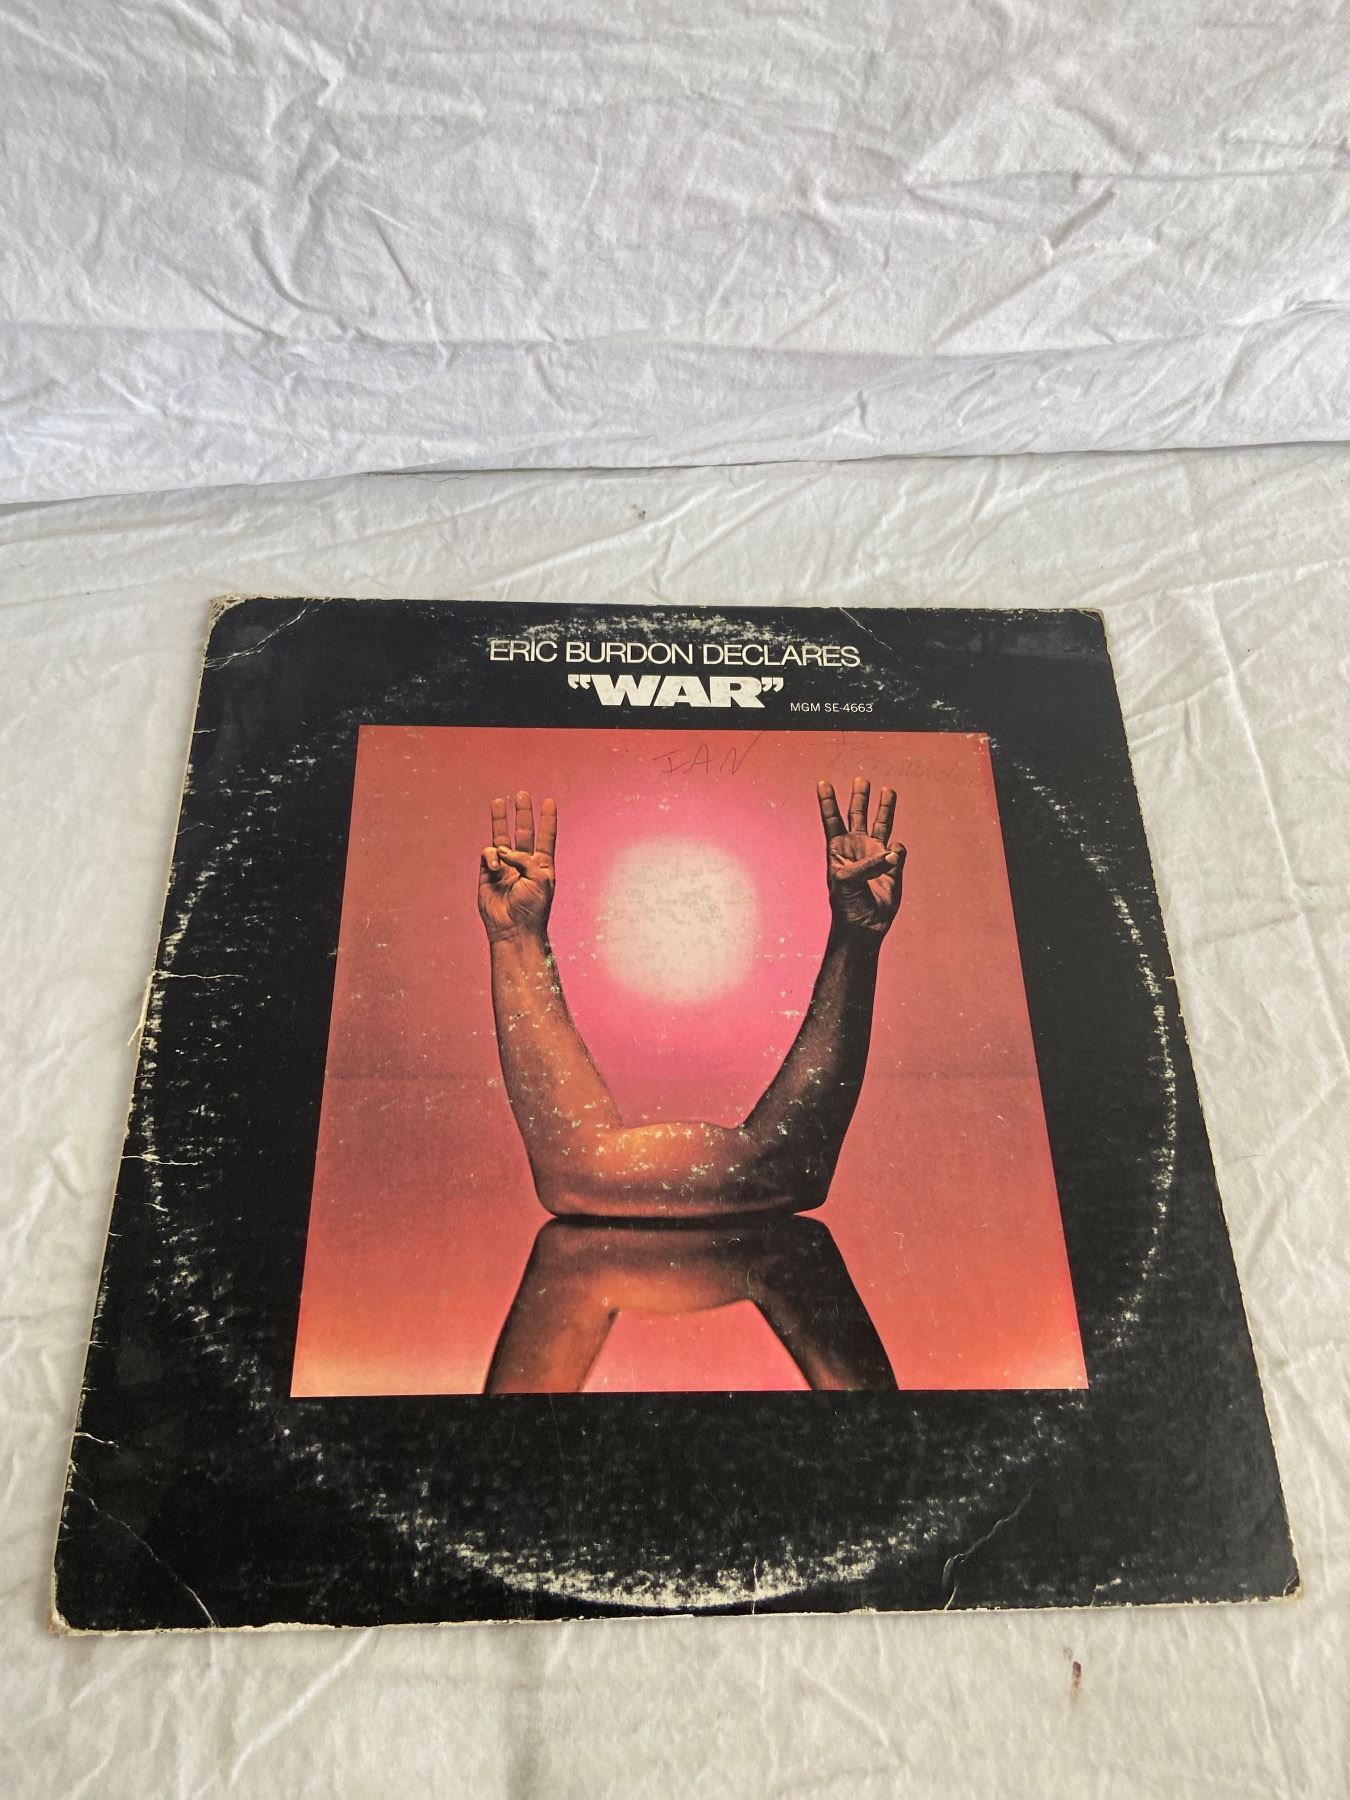 ERIC BURDON DECLARES
“WAR”
MGM SE-4663
IAN